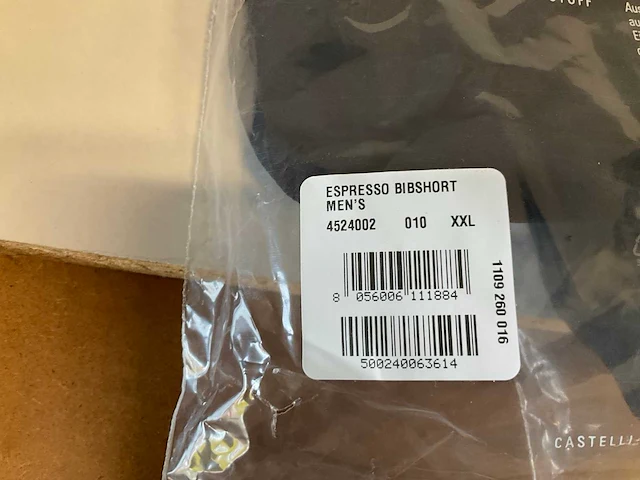 ESPRESSO BIBSHORT
MEN'S
4524002 010 XXL
8 056006 111884
500240063614
1109 260 016
CASTELLI